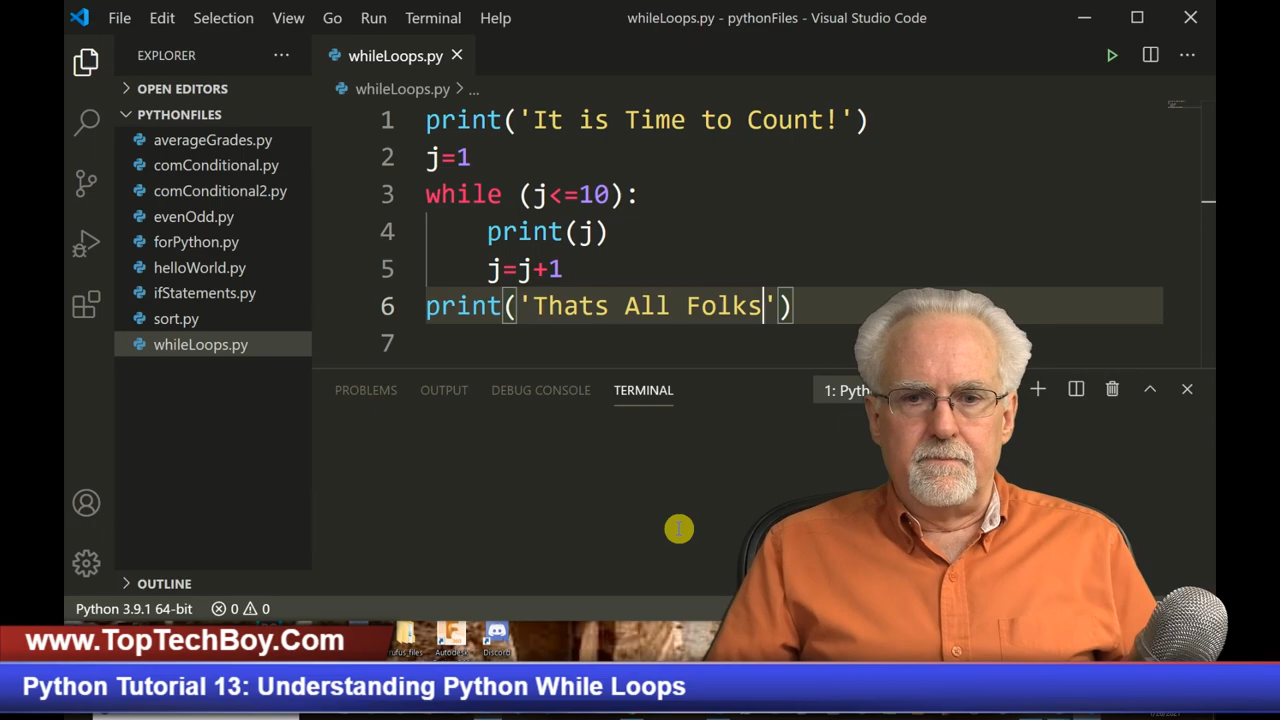 File Edit Selection View Go Run Terminal Help whileLoops.py - pythonFiles - Visual Studio Code
EXPLORER ··· whileLoops.py
OPEN EDITORS whileLoops.py > ...
PYTHONFILES
averageGrades.py
comConditional.py
comConditional2.py
evenOdd.py
forPython.py
helloWorld.py
ifStatements.py
sort.py
whileLoops.py
1 print('It is Time to Count!')
2 j=1
3 while (j<=10):
4 print(j)
5 j=j+1
6 print('Thats All Folks')
7
PROBLEMS OUTPUT DEBUG CONSOLE TERMINAL 1: Pyth
OUTLINE
Python 3.9.1 64-bit 0 0
www.TopTechBoy.Com
rufus_files Autodesk Discord
Python Tutorial 13: Understanding Python While Loops